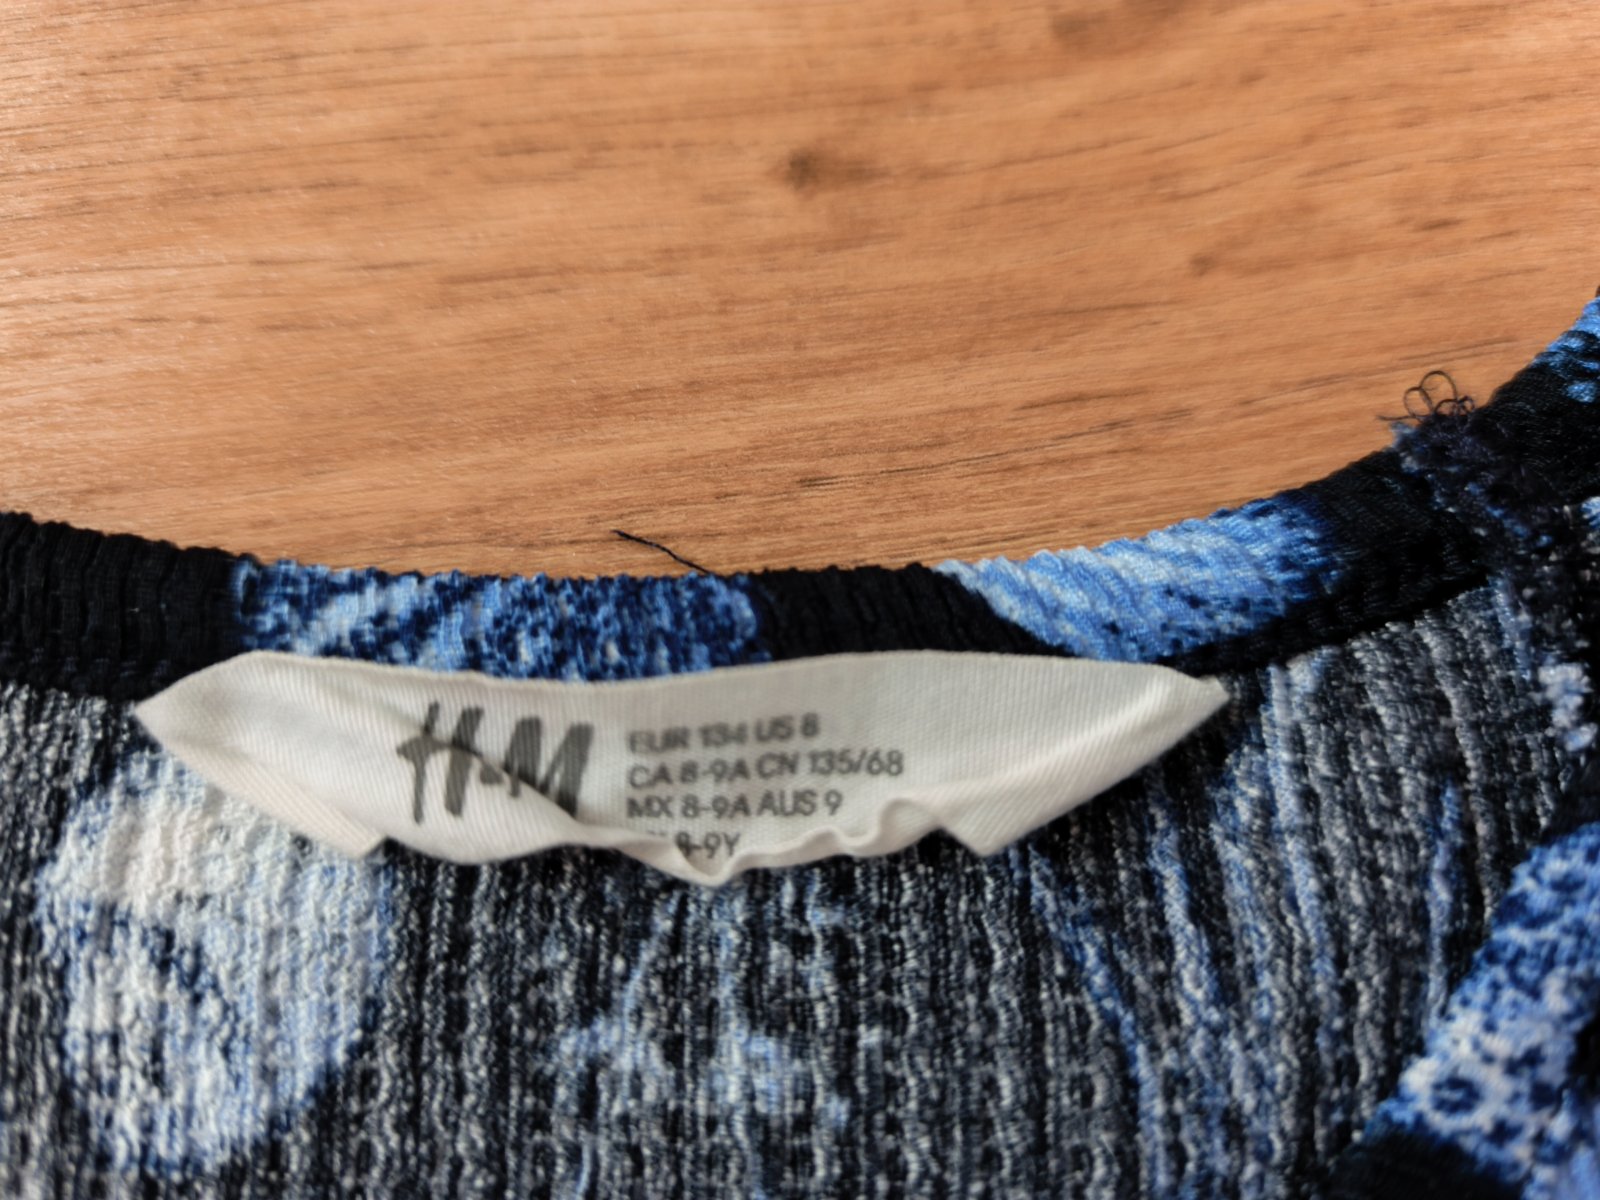 H&M
EUR 134 US 8
CA 8-9A CN 135/68
MX 8-9A AUS 9
8-9Y